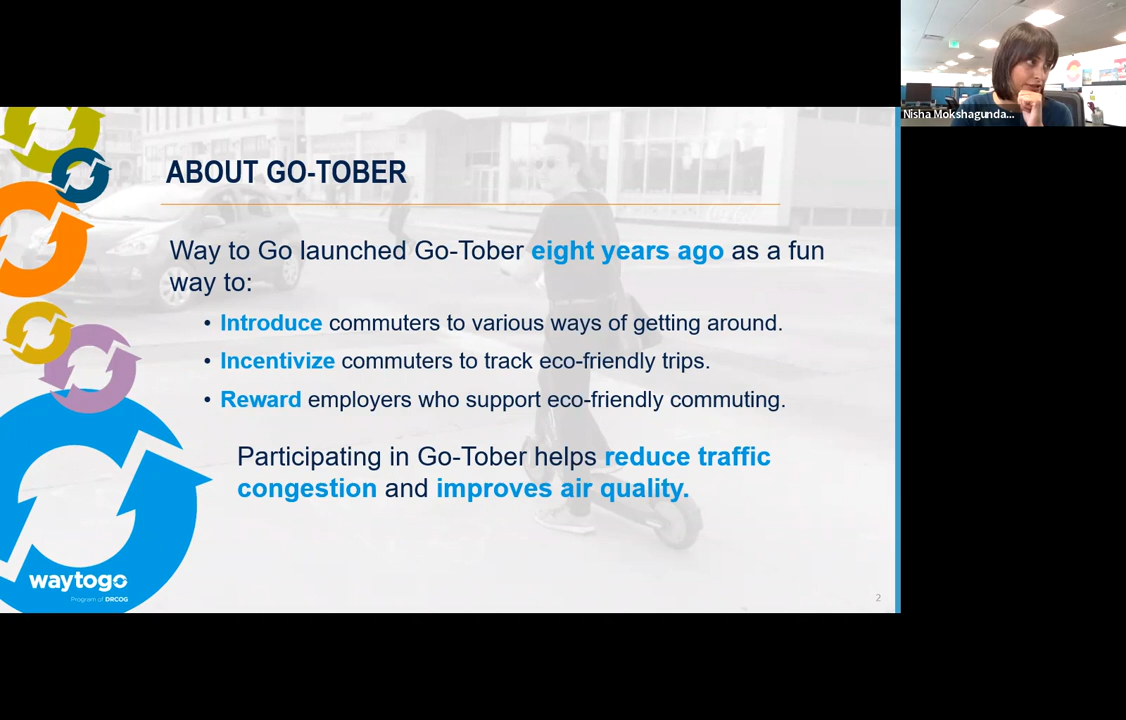 Nisha Mokshagunda...
ABOUT GO-TOBER
Way to Go launched Go-Tober eight years ago as a fun
way to:
• Introduce commuters to various ways of getting around.
• Incentivize commuters to track eco-friendly trips.
• Reward employers who support eco-friendly commuting.
Participating in Go-Tober helps reduce traffic
congestion and improves air quality.
waytogo
Program of DRCOG
2